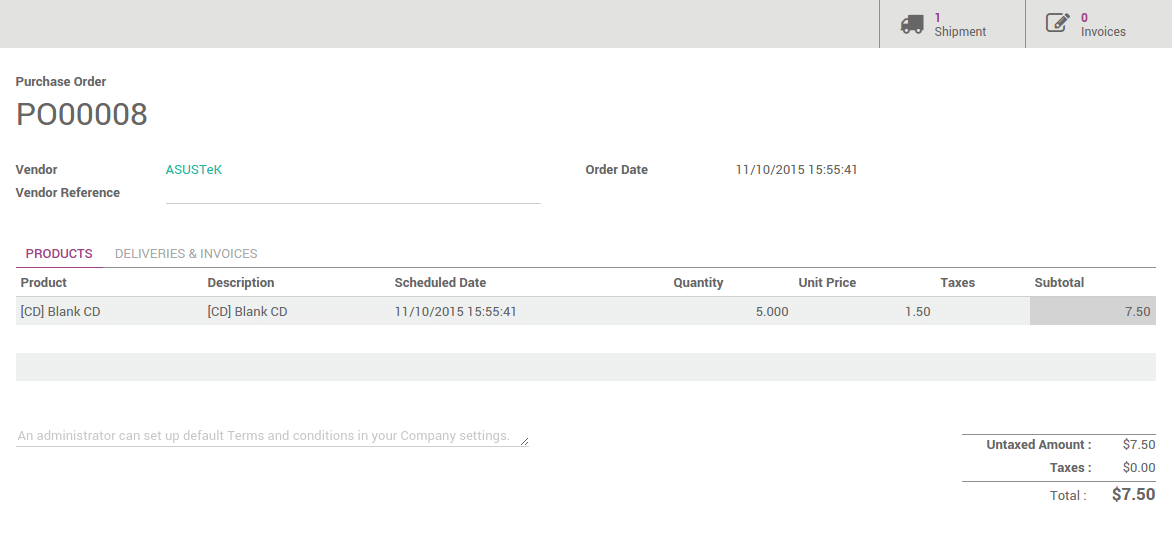 1
Shipment
0
Invoices
Purchase Order
PO00008
Vendor ASUSTeK Order Date 11/10/2015 15:55:41
Vendor Reference
PRODUCTS DELIVERIES & INVOICES
Product Description Scheduled Date Quantity Unit Price Taxes Subtotal
[CD] Blank CD [CD] Blank CD 11/10/2015 15:55:41 5.000 1.50 7.50
An administrator can set up default Terms and conditions in your Company settings.
Untaxed Amount : $7.50
Taxes : $0.00
Total : $7.50